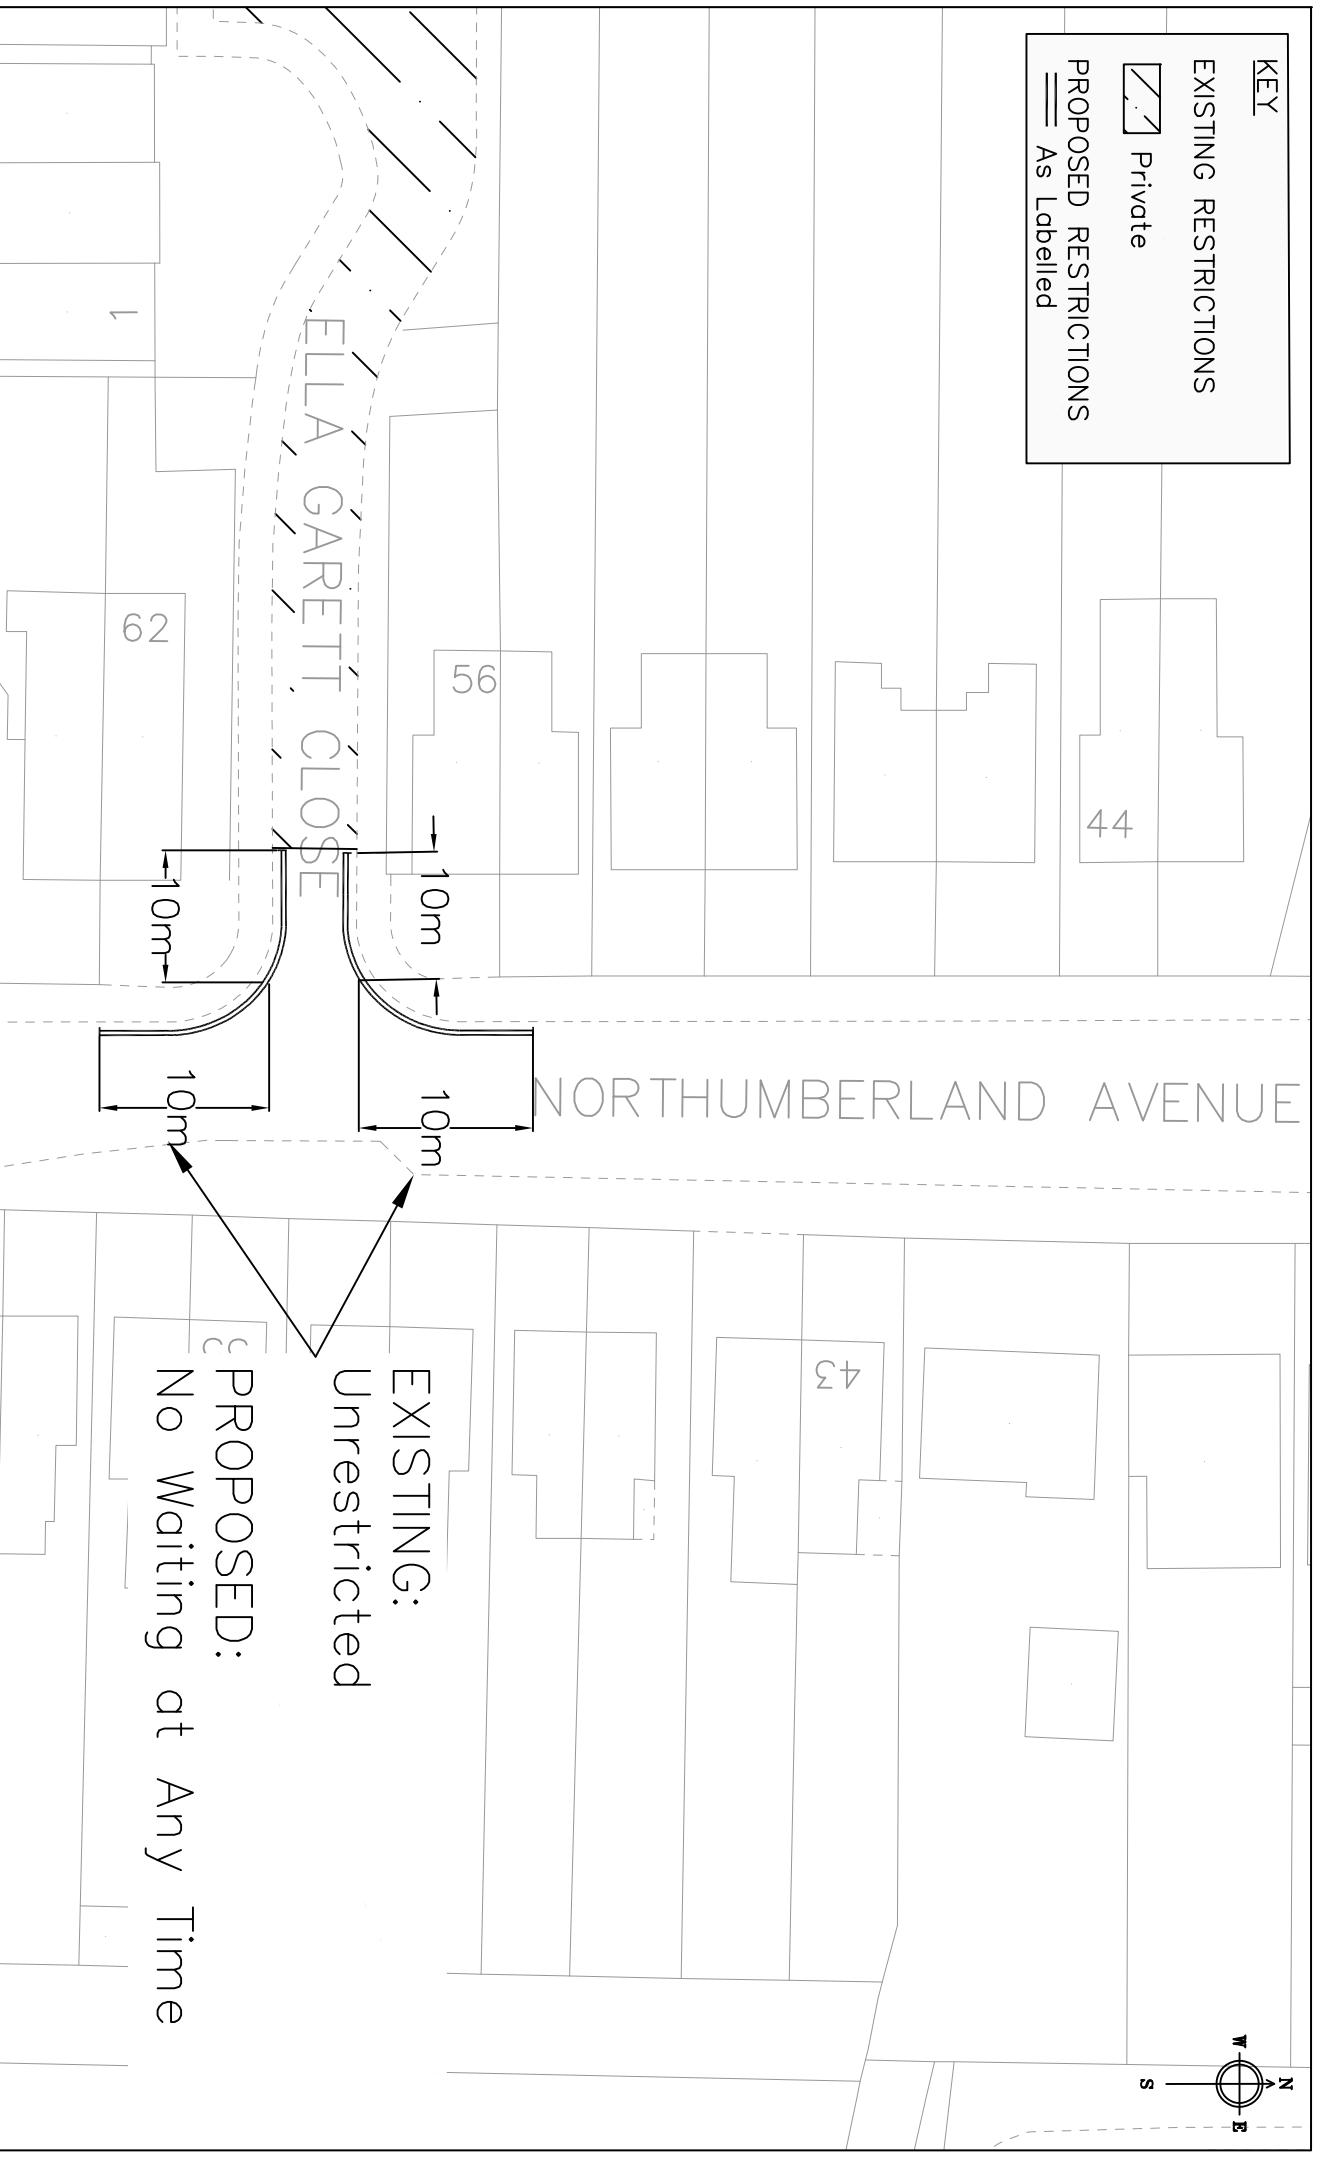 KEY
EXISTING RESTRICTIONS
Private
PROPOSED RESTRICTIONS
As Labelled
1
ELLA GARETT CLOSE
62
56
44
10m
10m
10m
10m
NORTHUMBERLAND AVENUE
43
EXISTING:
Unrestricted
PROPOSED:
No Waiting at Any Time
N
W
E
S